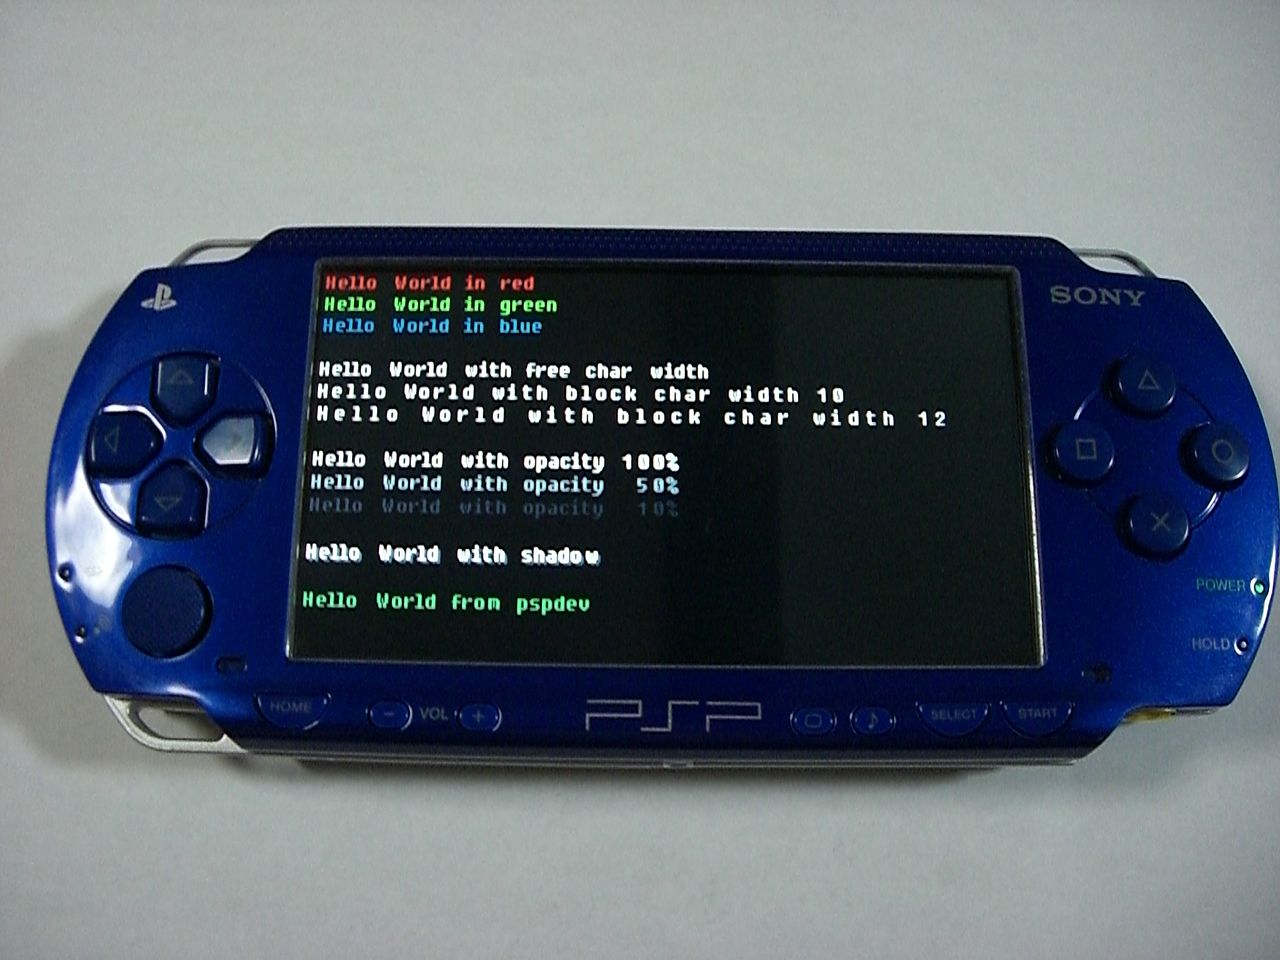 SONY
Hello World in red
Hello World in green
Hello World in blue
Hello World with free char width
Hello World with block char width 10
Hello World with block char width 12
Hello World with opacity 100%
Hello World with opacity 50%
Hello World with opacity 10%
Hello World with shadow
Hello World from pspdev
POWER
HOLD
HOME
VOL
PSP
SELECT
START